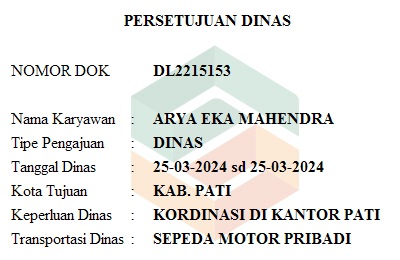 PERSETUJUAN DINAS
NOMOR DOK DL2215153
Nama Karyawan : ARYA EKA MAHENDRA
Tipe Pengajuan : DINAS
Tanggal Dinas : 25-03-2024 sd 25-03-2024
Kota Tujuan : KAB. PATI
Keperluan Dinas : KORDINASI DI KANTOR PATI
Transportasi Dinas : SEPEDA MOTOR PRIBADI